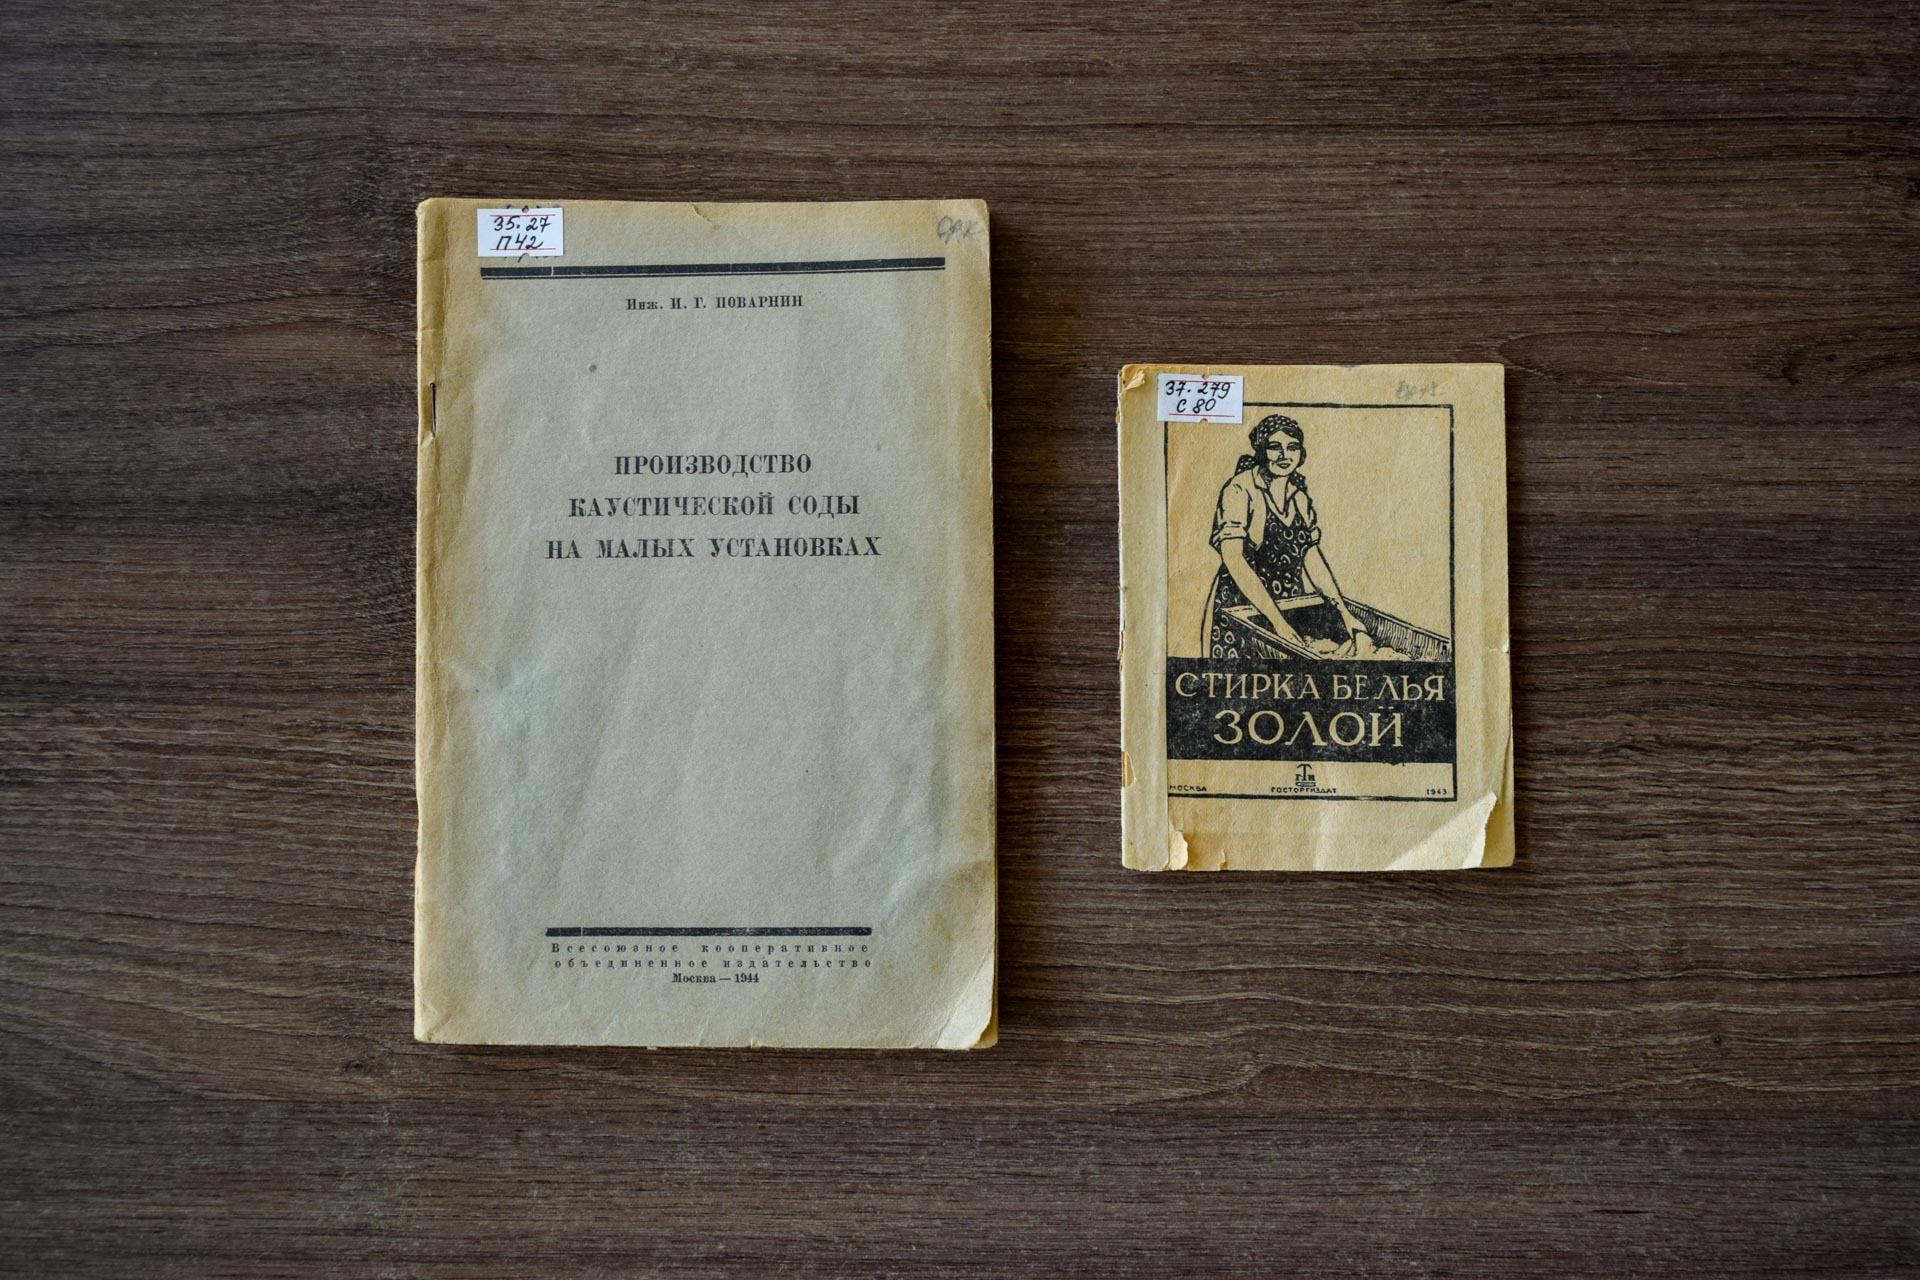 35.27
П42
Инж. И. Г. ПОВАРНИН
ПРОИЗВОДСТВО
КАУСТИЧЕСКОЙ СОДЫ
НА МАЛЫХ УСТАНОВКАХ
Всесоюзное кооперативное
объединенное издательство
Москва — 1944
37.279
С 80
СТИРКА БЕЛЬЯ
ЗОЛОЙ
ГТИ
МОСКВА ГОСТОРГИЗДАТ 1943